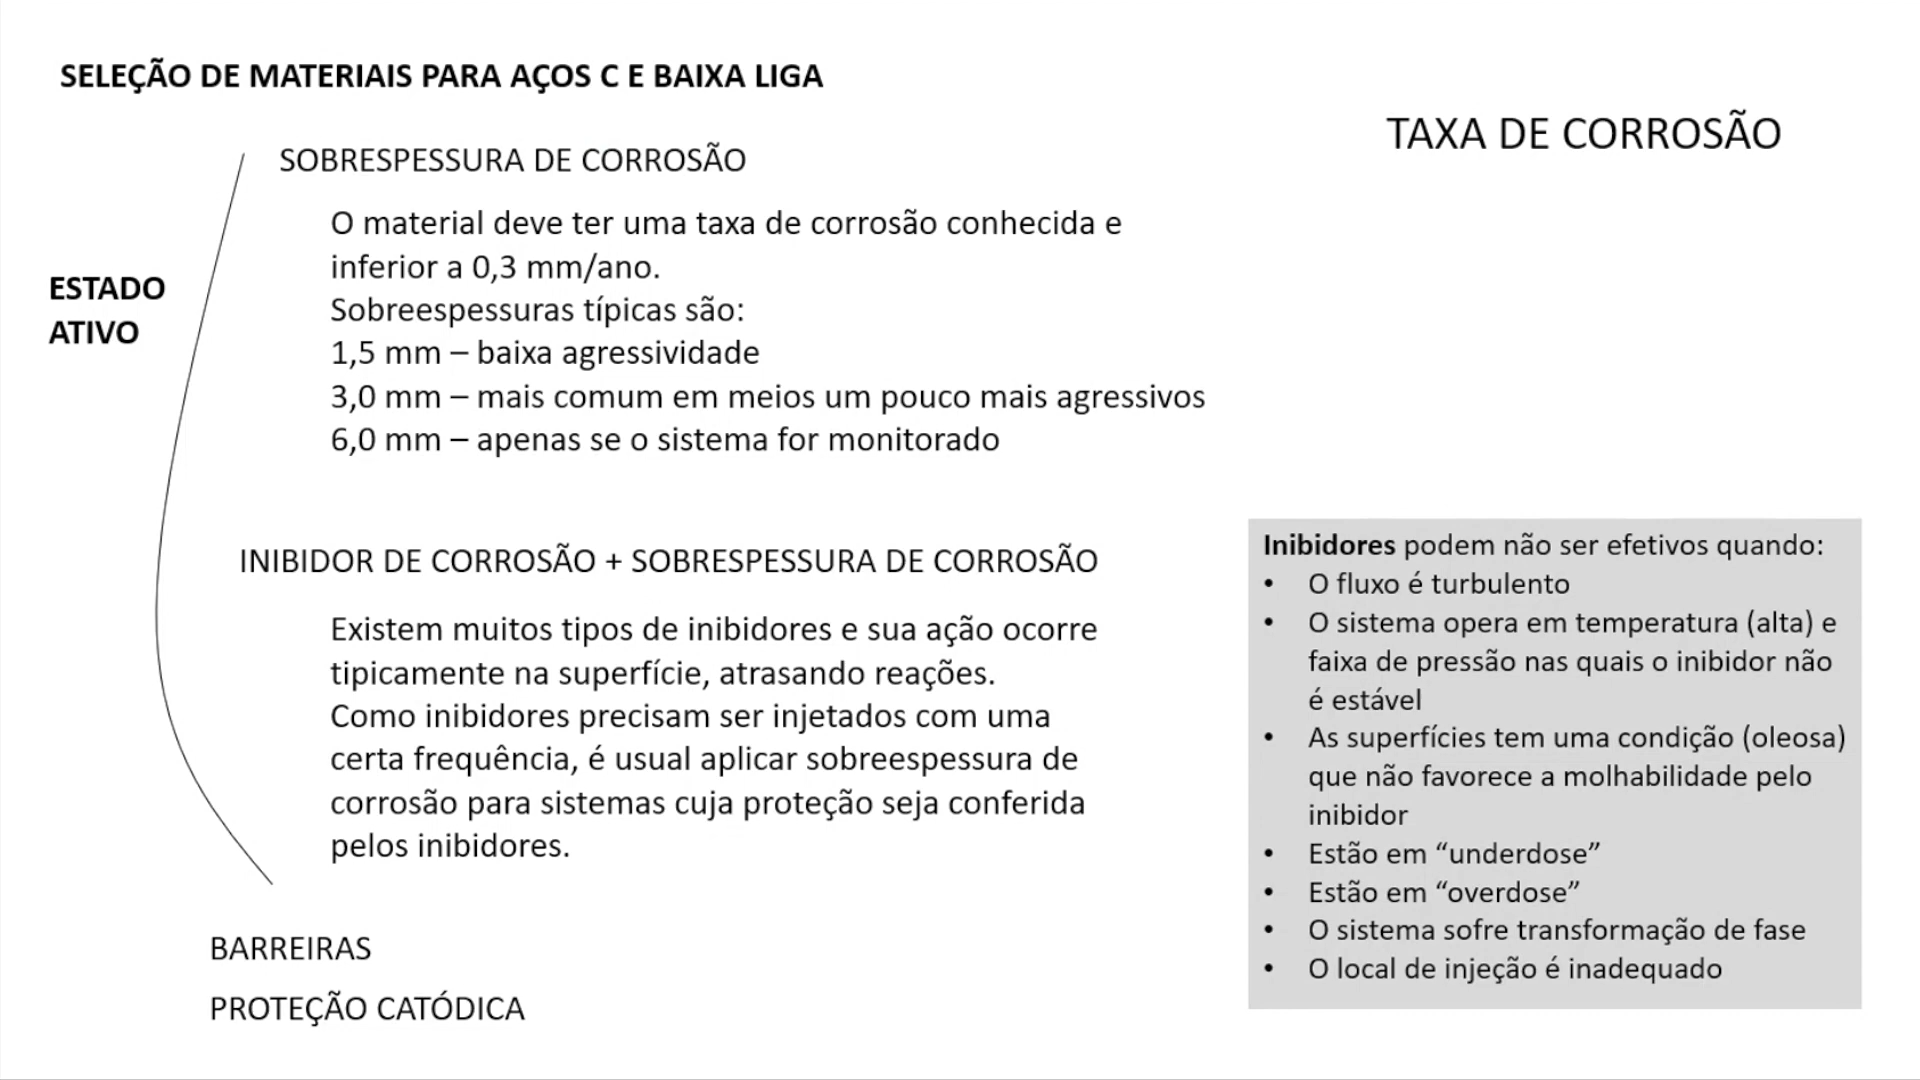 SELEÇÃO DE MATERIAIS PARA AÇOS C E BAIXA LIGA
TAXA DE CORROSÃO
SOBRESPESSURA DE CORROSÃO
ESTADO
ATIVO
O material deve ter uma taxa de corrosão conhecida e
inferior a 0,3 mm/ano.
Sobreespessuras típicas são:
1,5 mm – baixa agressividade
3,0 mm – mais comum em meios um pouco mais agressivos
6,0 mm – apenas se o sistema for monitorado
INIBIDOR DE CORROSÃO + SOBRESPESSURA DE CORROSÃO
Existem muitos tipos de inibidores e sua ação ocorre
tipicamente na superfície, atrasando reações.
Como inibidores precisam ser injetados com uma
certa frequência, é usual aplicar sobreespessura de
corrosão para sistemas cuja proteção seja conferida
pelos inibidores.
Inibidores podem não ser efetivos quando:
• O fluxo é turbulento
• O sistema opera em temperatura (alta) e
faixa de pressão nas quais o inibidor não
é estável
• As superfícies tem uma condição (oleosa)
que não favorece a molhabilidade pelo
inibidor
• Estão em “underdose”
• Estão em “overdose”
• O sistema sofre transformação de fase
• O local de injeção é inadequado
BARREIRAS
PROTEÇÃO CATÓDICA